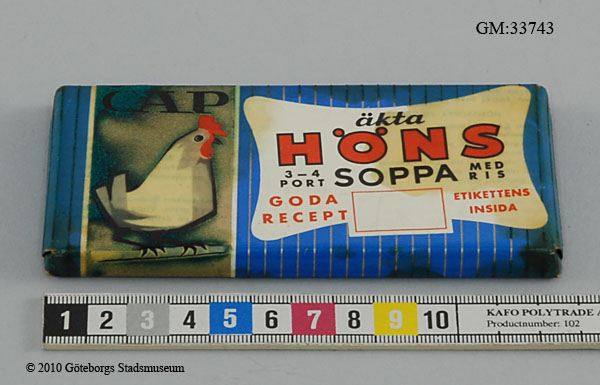 GM:33743
CAP
äkta
HÖNS
3-4 PORT SOPPA MED RIS
GODA RECEPT
ETIKETTENS INSIDA
1 2 3 4 5 6 7 8 9 10
KAFO POLYTRADE
Productnumber: 102
© 2010 Göteborgs Stadsmuseum